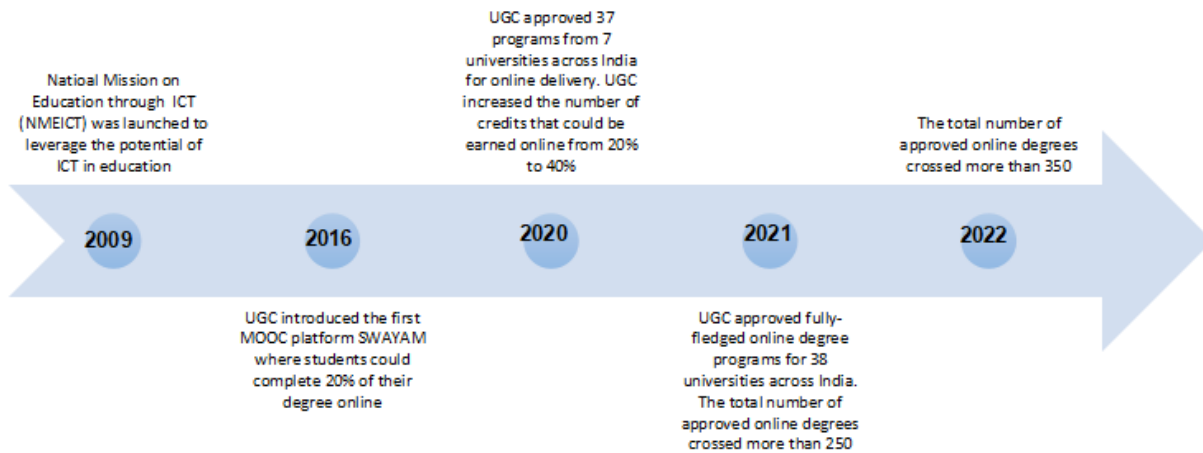 Natioal Mission on
Education through ICT
(NMEICT) was launched to
leverage the potential of
ICT in education
2009
UGC introduced the first
MOOC platform SWAYAM
where students could
complete 20% of their
degree online
2016
UGC approved 37
programs from 7
universities across India
for online delivery. UGC
increased the number of
credits that could be
earned online from 20%
to 40%
2020
UGC approved fully-
fledged online degree
programs for 38
universities across India.
The total number of
approved online degrees
crossed more than 250
2021
The total number of
approved online degrees
crossed more than 350
2022